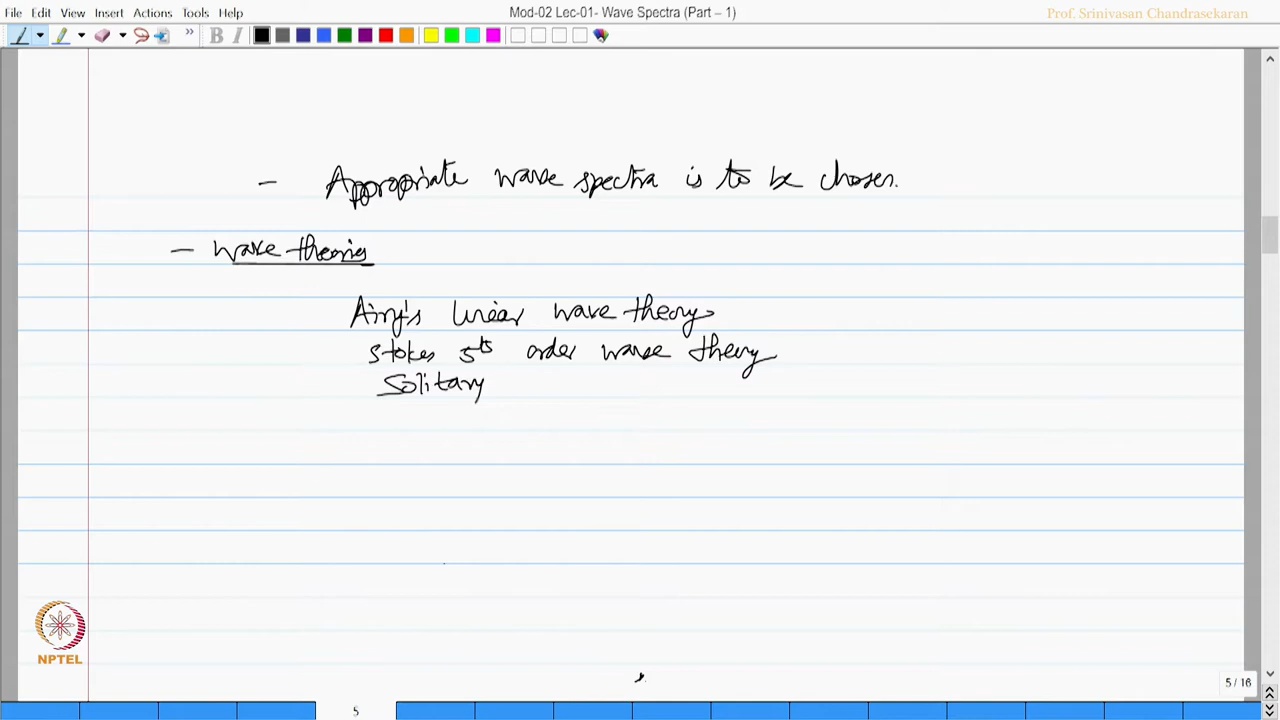 File Edit View Insert Actions Tools Help
Mod-02 Lec-01- Wave Spectra (Part – 1)
Prof. Srinivasan Chandrasekaran
B I
- Appropriate wave spectra is to be chosen.
- wave theories
Airy's linear wave theory
Stokes 5th order wave theory
Solitary
NPTEL
5 / 16
5